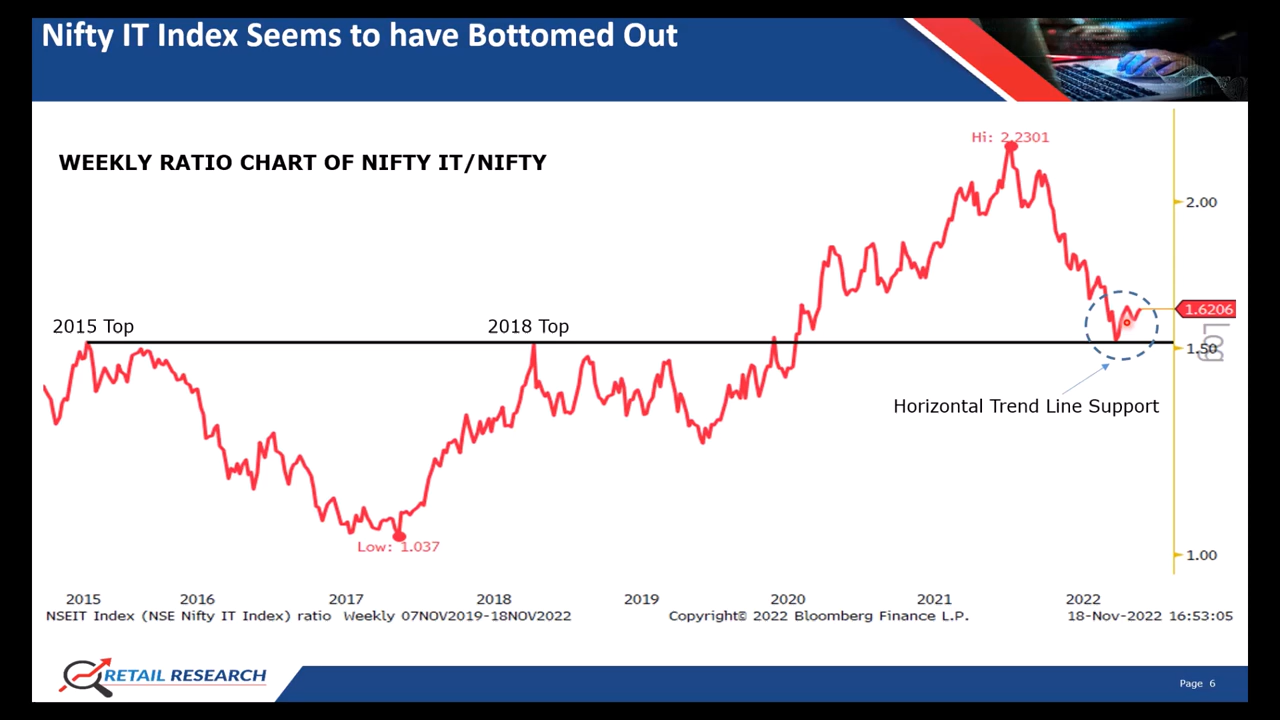 Nifty IT Index Seems to have Bottomed Out
WEEKLY RATIO CHART OF NIFTY IT/NIFTY
Hi: 2.2301
2.00
1.6206
2015 Top
2018 Top
1.50
Log
Horizontal Trend Line Support
Low: 1.037
1.00
2015 2016 2017 2018 2019 2020 2021 2022
NSEIT Index (NSE Nifty IT Index) ratio Weekly 07NOV2019-18NOV2022 Copyright© 2022 Bloomberg Finance L.P. 18-Nov-2022 16:53:05
RETAIL RESEARCH
Page 6